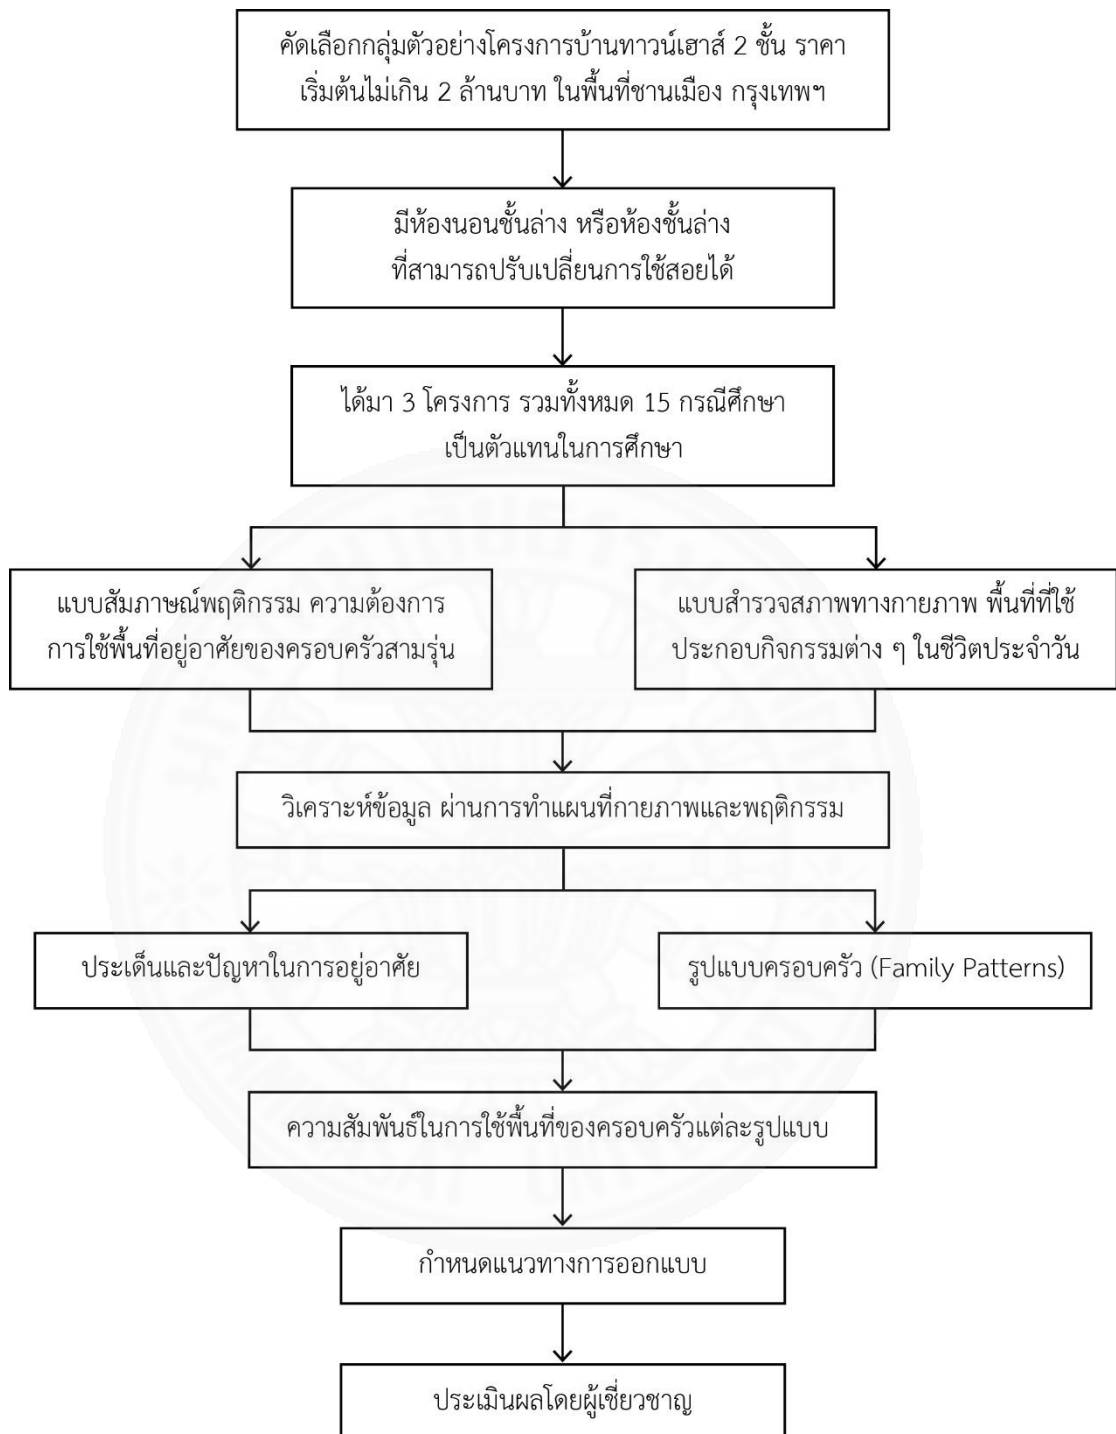 คัดเลือกกลุ่มตัวอย่างโครงการบ้านทาวน์เฮาส์ 2 ชั้น ราคา
เริ่มต้นไม่เกิน 2 ล้านบาท ในพื้นที่ชานเมือง กรุงเทพฯ
มีห้องนอนชั้นล่าง หรือห้องชั้นล่าง
ที่สามารถปรับเปลี่ยนการใช้สอยได้
ได้มา 3 โครงการ รวมทั้งหมด 15 กรณีศึกษา
เป็นตัวแทนในการศึกษา
แบบสัมภาษณ์พฤติกรรม ความต้องการ
การใช้พื้นที่อยู่อาศัยของครอบครัวสามรุ่น
แบบสำรวจสภาพทางกายภาพ พื้นที่ที่ใช้
ประกอบกิจกรรมต่าง ๆ ในชีวิตประจำวัน
วิเคราะห์ข้อมูล ผ่านการทำแผนที่กายภาพและพฤติกรรม
ประเด็นและปัญหาในการอยู่อาศัย
รูปแบบครอบครัว (Family Patterns)
ความสัมพันธ์ในการใช้พื้นที่ของครอบครัวแต่ละรูปแบบ
กำหนดแนวทางการออกแบบ
ประเมินผลโดยผู้เชี่ยวชาญ